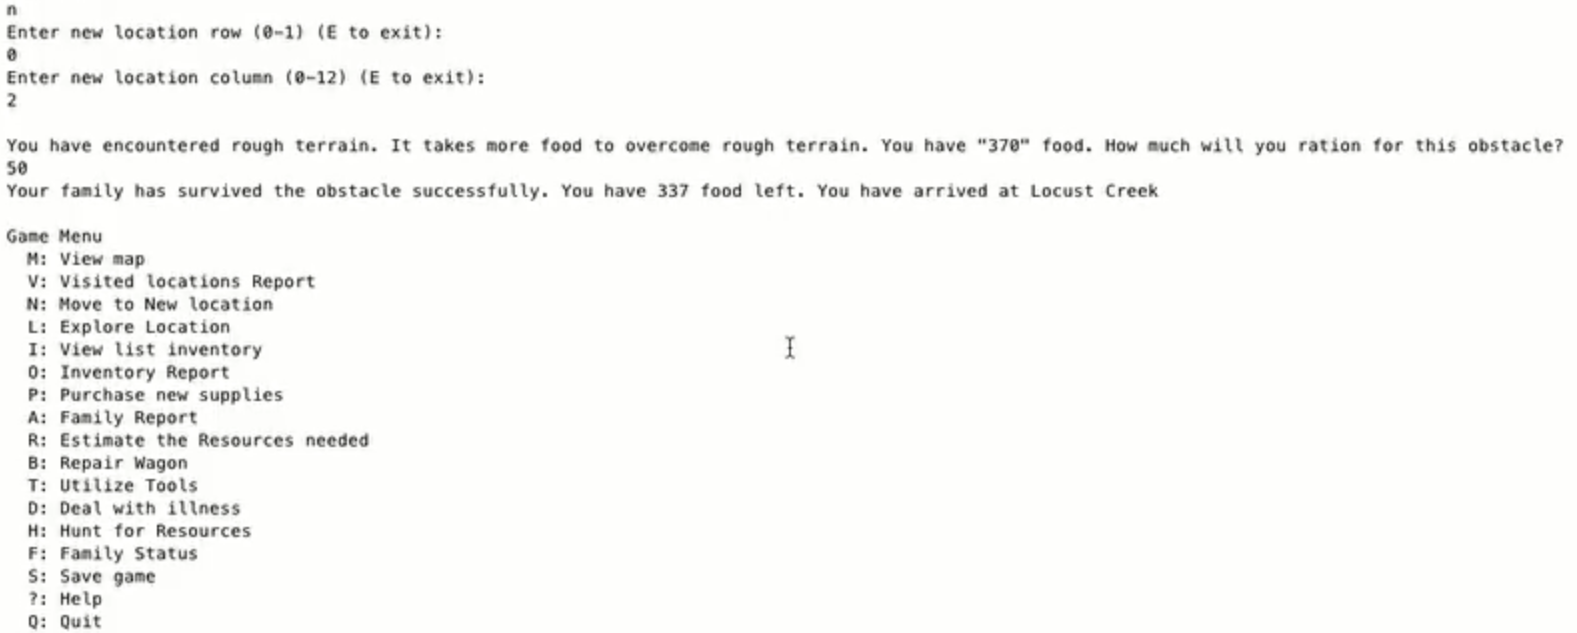 n
Enter new location row (0-1) (E to exit):
0
Enter new location column (0-12) (E to exit):
2
You have encountered rough terrain. It takes more food to overcome rough terrain. You have "370" food. How much will you ration for this obstacle?
50
Your family has survived the obstacle successfully. You have 337 food left. You have arrived at Locust Creek
Game Menu
M: View map
V: Visited locations Report
N: Move to New location
L: Explore Location
I: View list inventory
O: Inventory Report
P: Purchase new supplies
A: Family Report
R: Estimate the Resources needed
B: Repair Wagon
T: Utilize Tools
D: Deal with illness
H: Hunt for Resources
F: Family Status
S: Save game
?: Help
Q: Quit